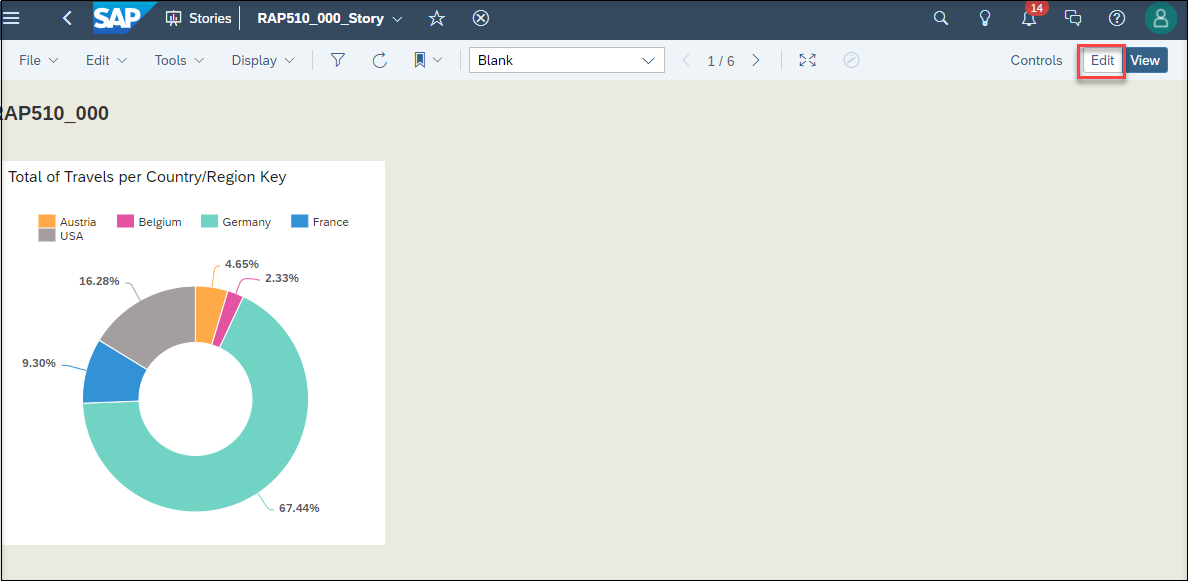 SAP Stories RAP510_000_Story 14
File Edit Tools Display Blank 1 / 6 Controls Edit View
RAP510_000
Total of Travels per Country/Region Key
Austria Belgium Germany France
USA
4.65%
2.33%
16.28%
9.30%
67.44%